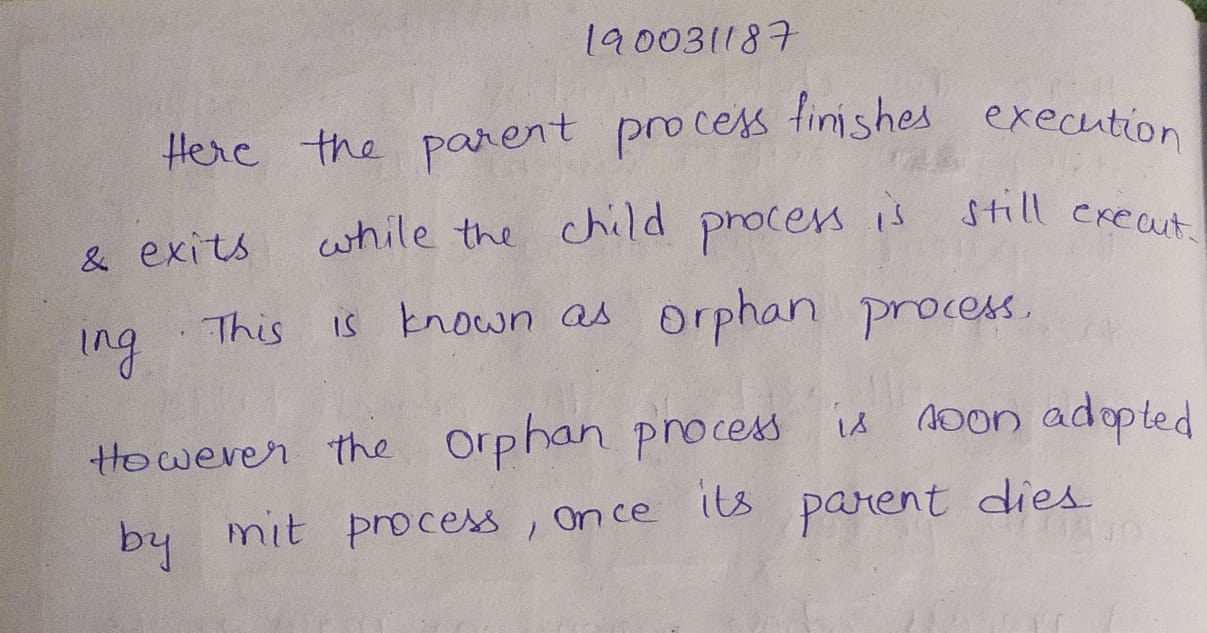 190031187
Here the parent process finishes execution
& exits while the child process is still execut-
ing. This is known as orphan process.
However the orphan process is soon adopted
by init process, once its parent dies